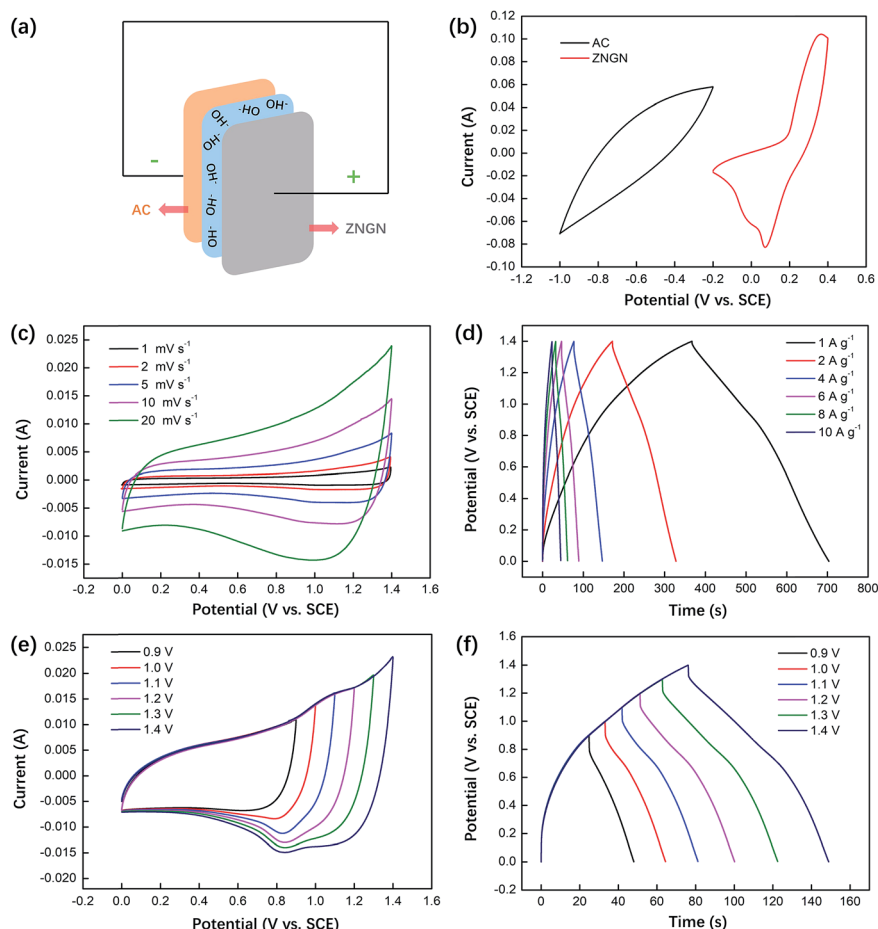 (a)
OH-
-HO
OH-
OH-
OH-
-HO
-HO
-
+
AC
ZNGN
(b)
AC
ZNGN
0.10
0.08
0.06
0.04
0.02
0.00
-0.02
-0.04
-0.06
-0.08
-0.10
Current (A)
-1.2 -1.0 -0.8 -0.6 -0.4 -0.2 0.0 0.2 0.4 0.6
Potential (V vs. SCE)
(c)
1 mV s-1
2 mV s-1
5 mV s-1
10 mV s-1
20 mV s-1
0.025
0.020
0.015
0.010
0.005
0.000
-0.005
-0.010
-0.015
Current (A)
-0.2 0.0 0.2 0.4 0.6 0.8 1.0 1.2 1.4 1.6
Potential (V vs. SCE)
(d)
1 A g-1
2 A g-1
4 A g-1
6 A g-1
8 A g-1
10 A g-1
1.4
1.2
1.0
0.8
0.6
0.4
0.2
0.0
Potential (V vs. SCE)
0 100 200 300 400 500 600 700 800
Time (s)
(e)
0.9 V
1.0 V
1.1 V
1.2 V
1.3 V
1.4 V
0.025
0.020
0.015
0.010
0.005
0.000
-0.005
-0.010
-0.015
-0.020
Current (A)
-0.2 0.0 0.2 0.4 0.6 0.8 1.0 1.2 1.4 1.6
Potential (V vs. SCE)
(f)
0.9 V
1.0 V
1.1 V
1.2 V
1.3 V
1.4 V
1.6
1.4
1.2
1.0
0.8
0.6
0.4
0.2
0.0
-0.2
Potential (V vs. SCE)
0 20 40 60 80 100 120 140 160
Time (s)